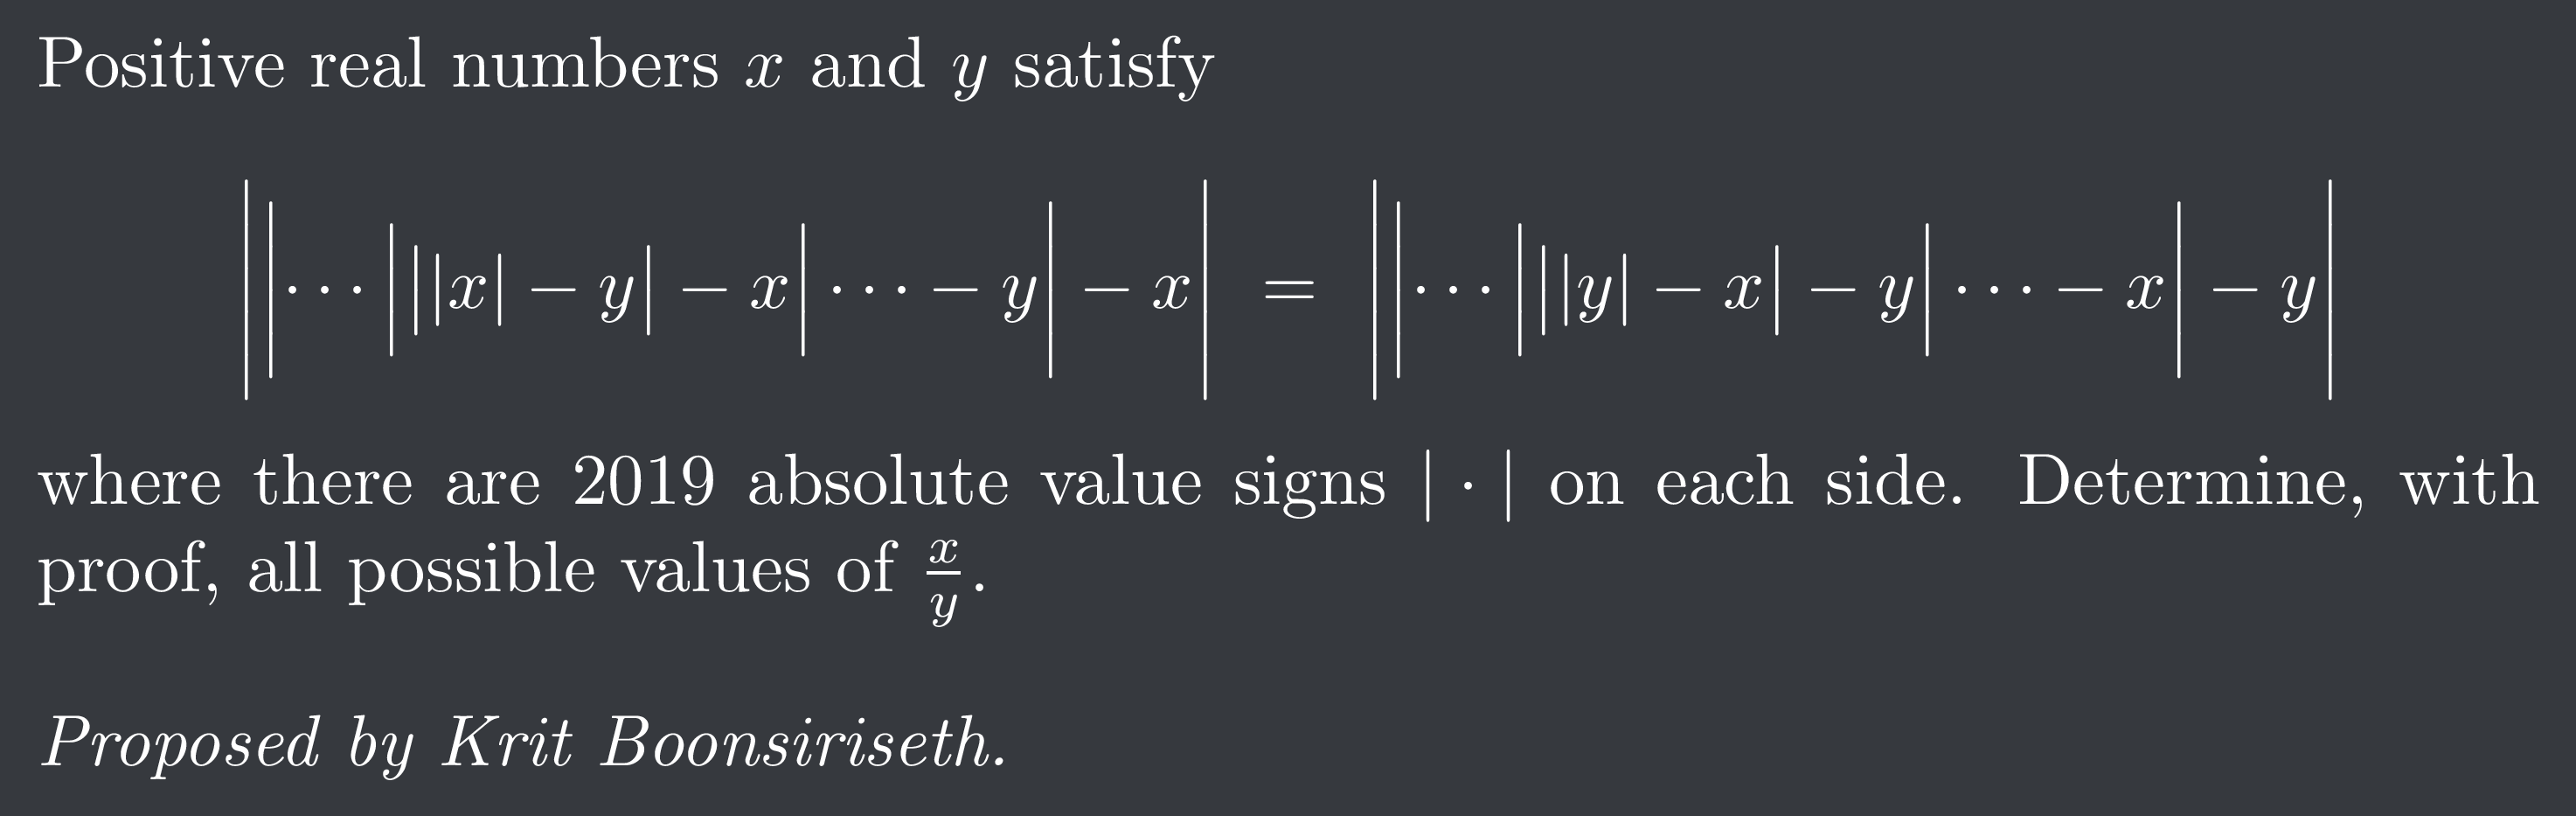 Positive real numbers x and y satisfy
||⋯|||x| − y| − x| ⋯ − y| − x| = ||⋯|||y| − x| − y| ⋯ − x| − y|
where there are 2019 absolute value signs | · | on each side. Determine, with
proof, all possible values of x/y.
Proposed by Krit Boonsiriseth.